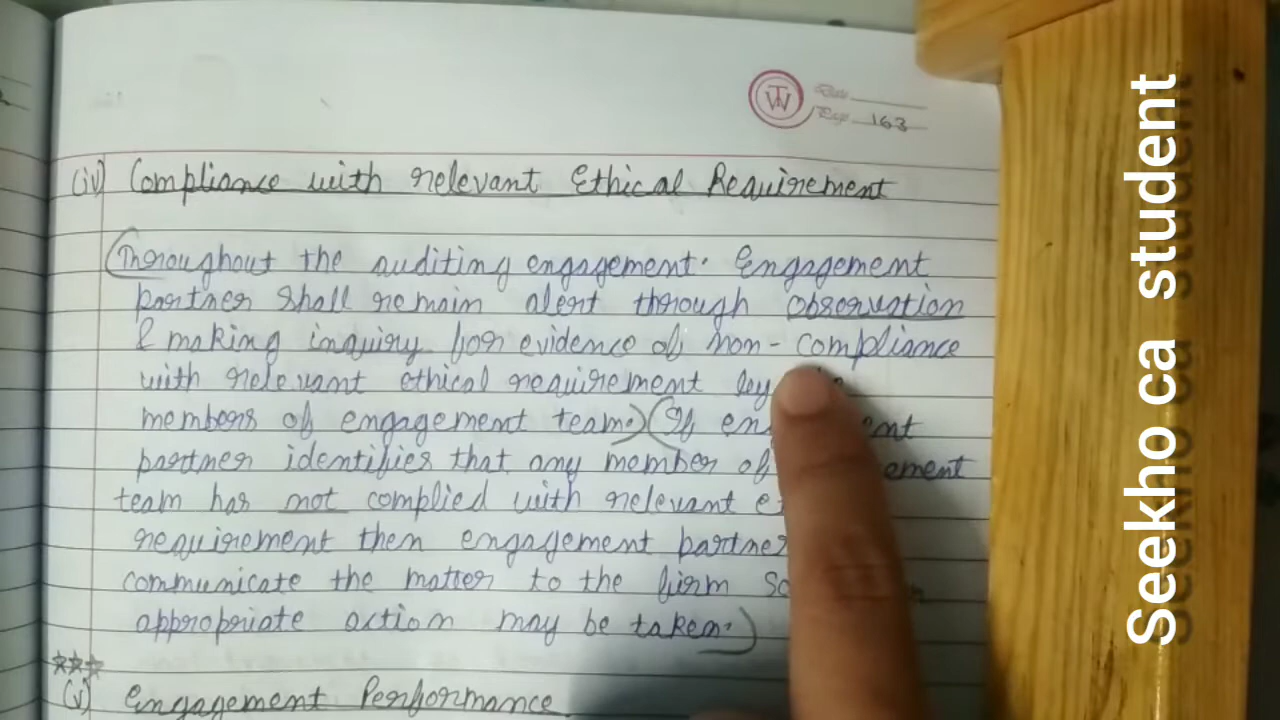 Date
Page 163
(iv) Compliance with relevant Ethical Requirement
Throughout the auditing engagement. Engagement
partner shall remain alert through observation
& making inquiry for evidence of non-compliance
with relevant ethical requirement by
members of engagement team.) (If
partner identifies that any member of
team has not complied with relevant
requirement then engagement partner
communicate the matter to the firm
appropriate action may be taken.)
(v) Engagement Performance
Seekho ca student